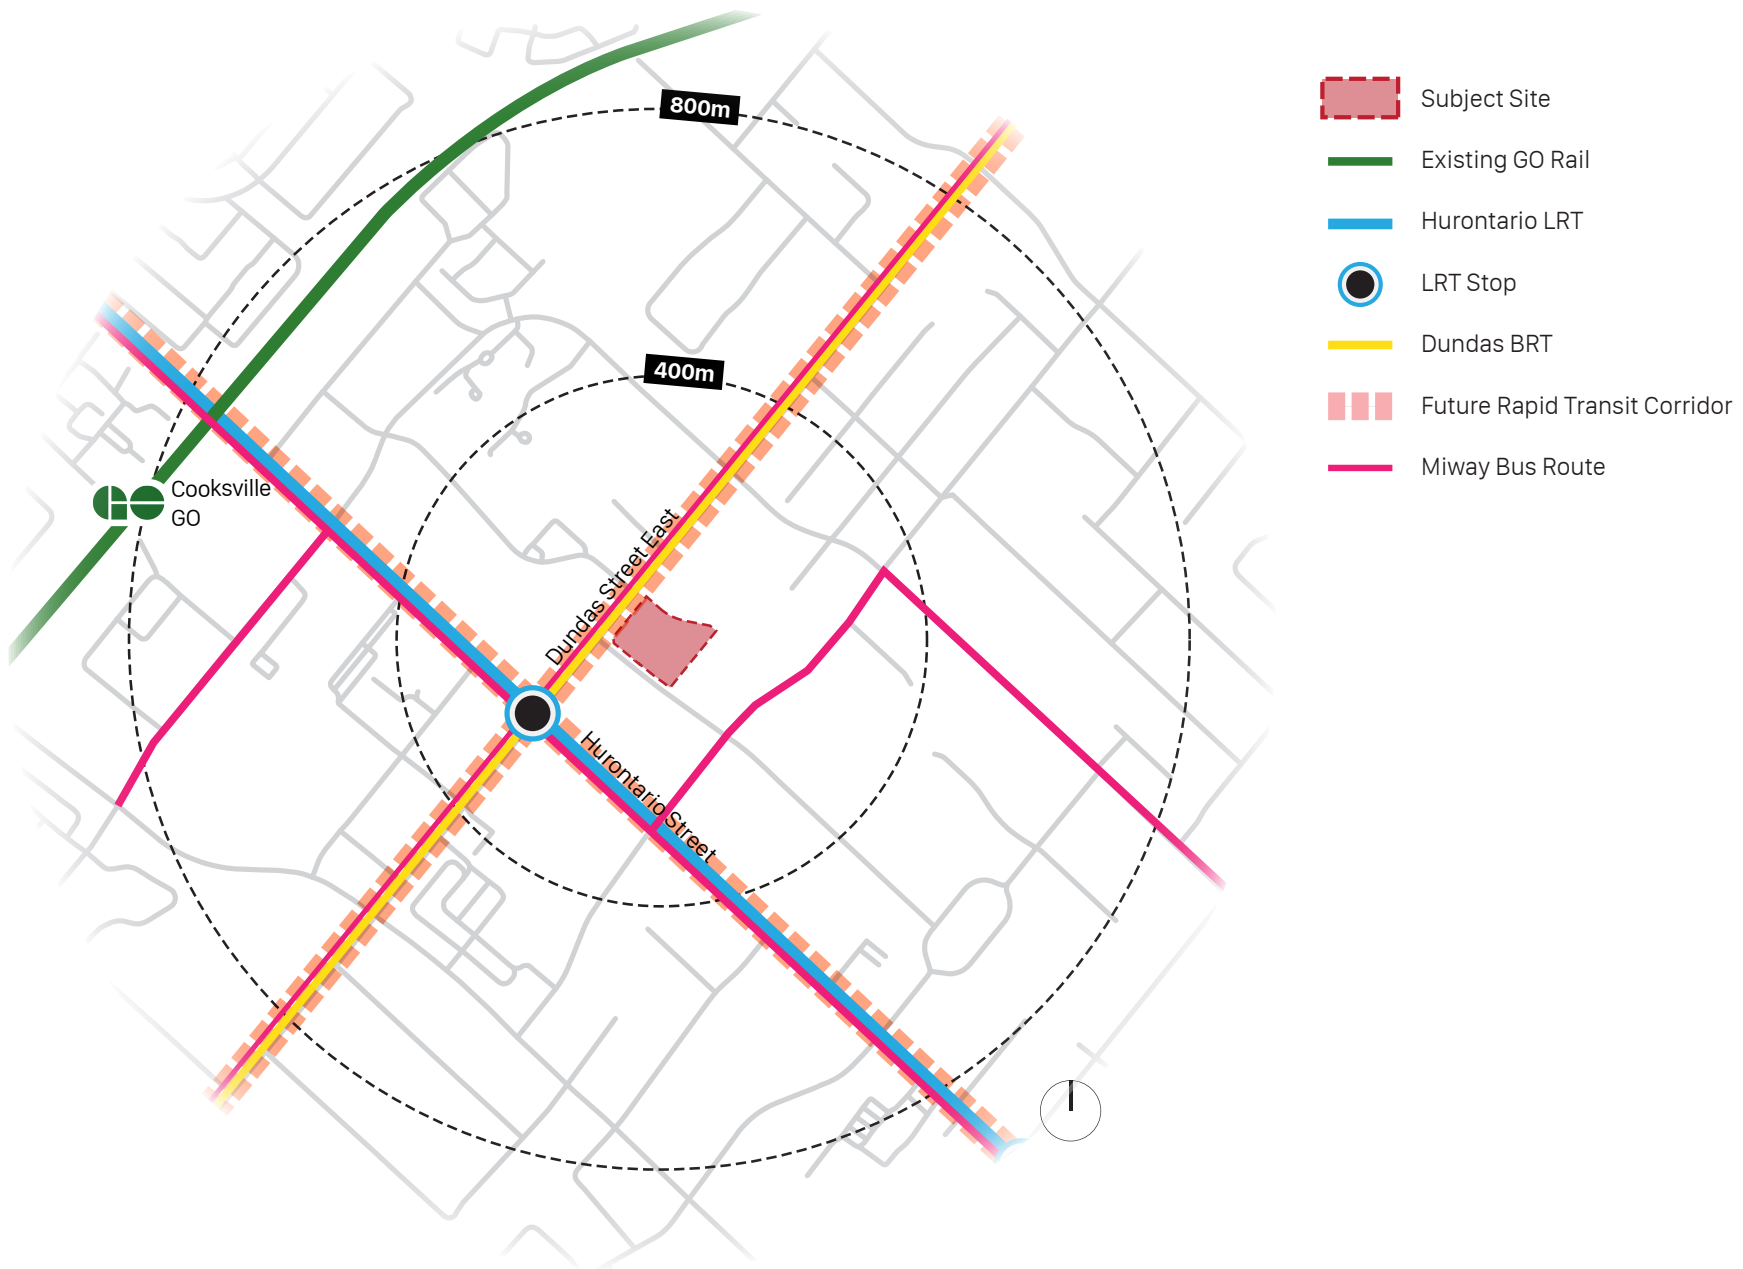 800m
400m
Cooksville
GO
Dundas Street East
Hurontario Street
Subject Site
Existing GO Rail
Hurontario LRT
LRT Stop
Dundas BRT
Future Rapid Transit Corridor
Miway Bus Route